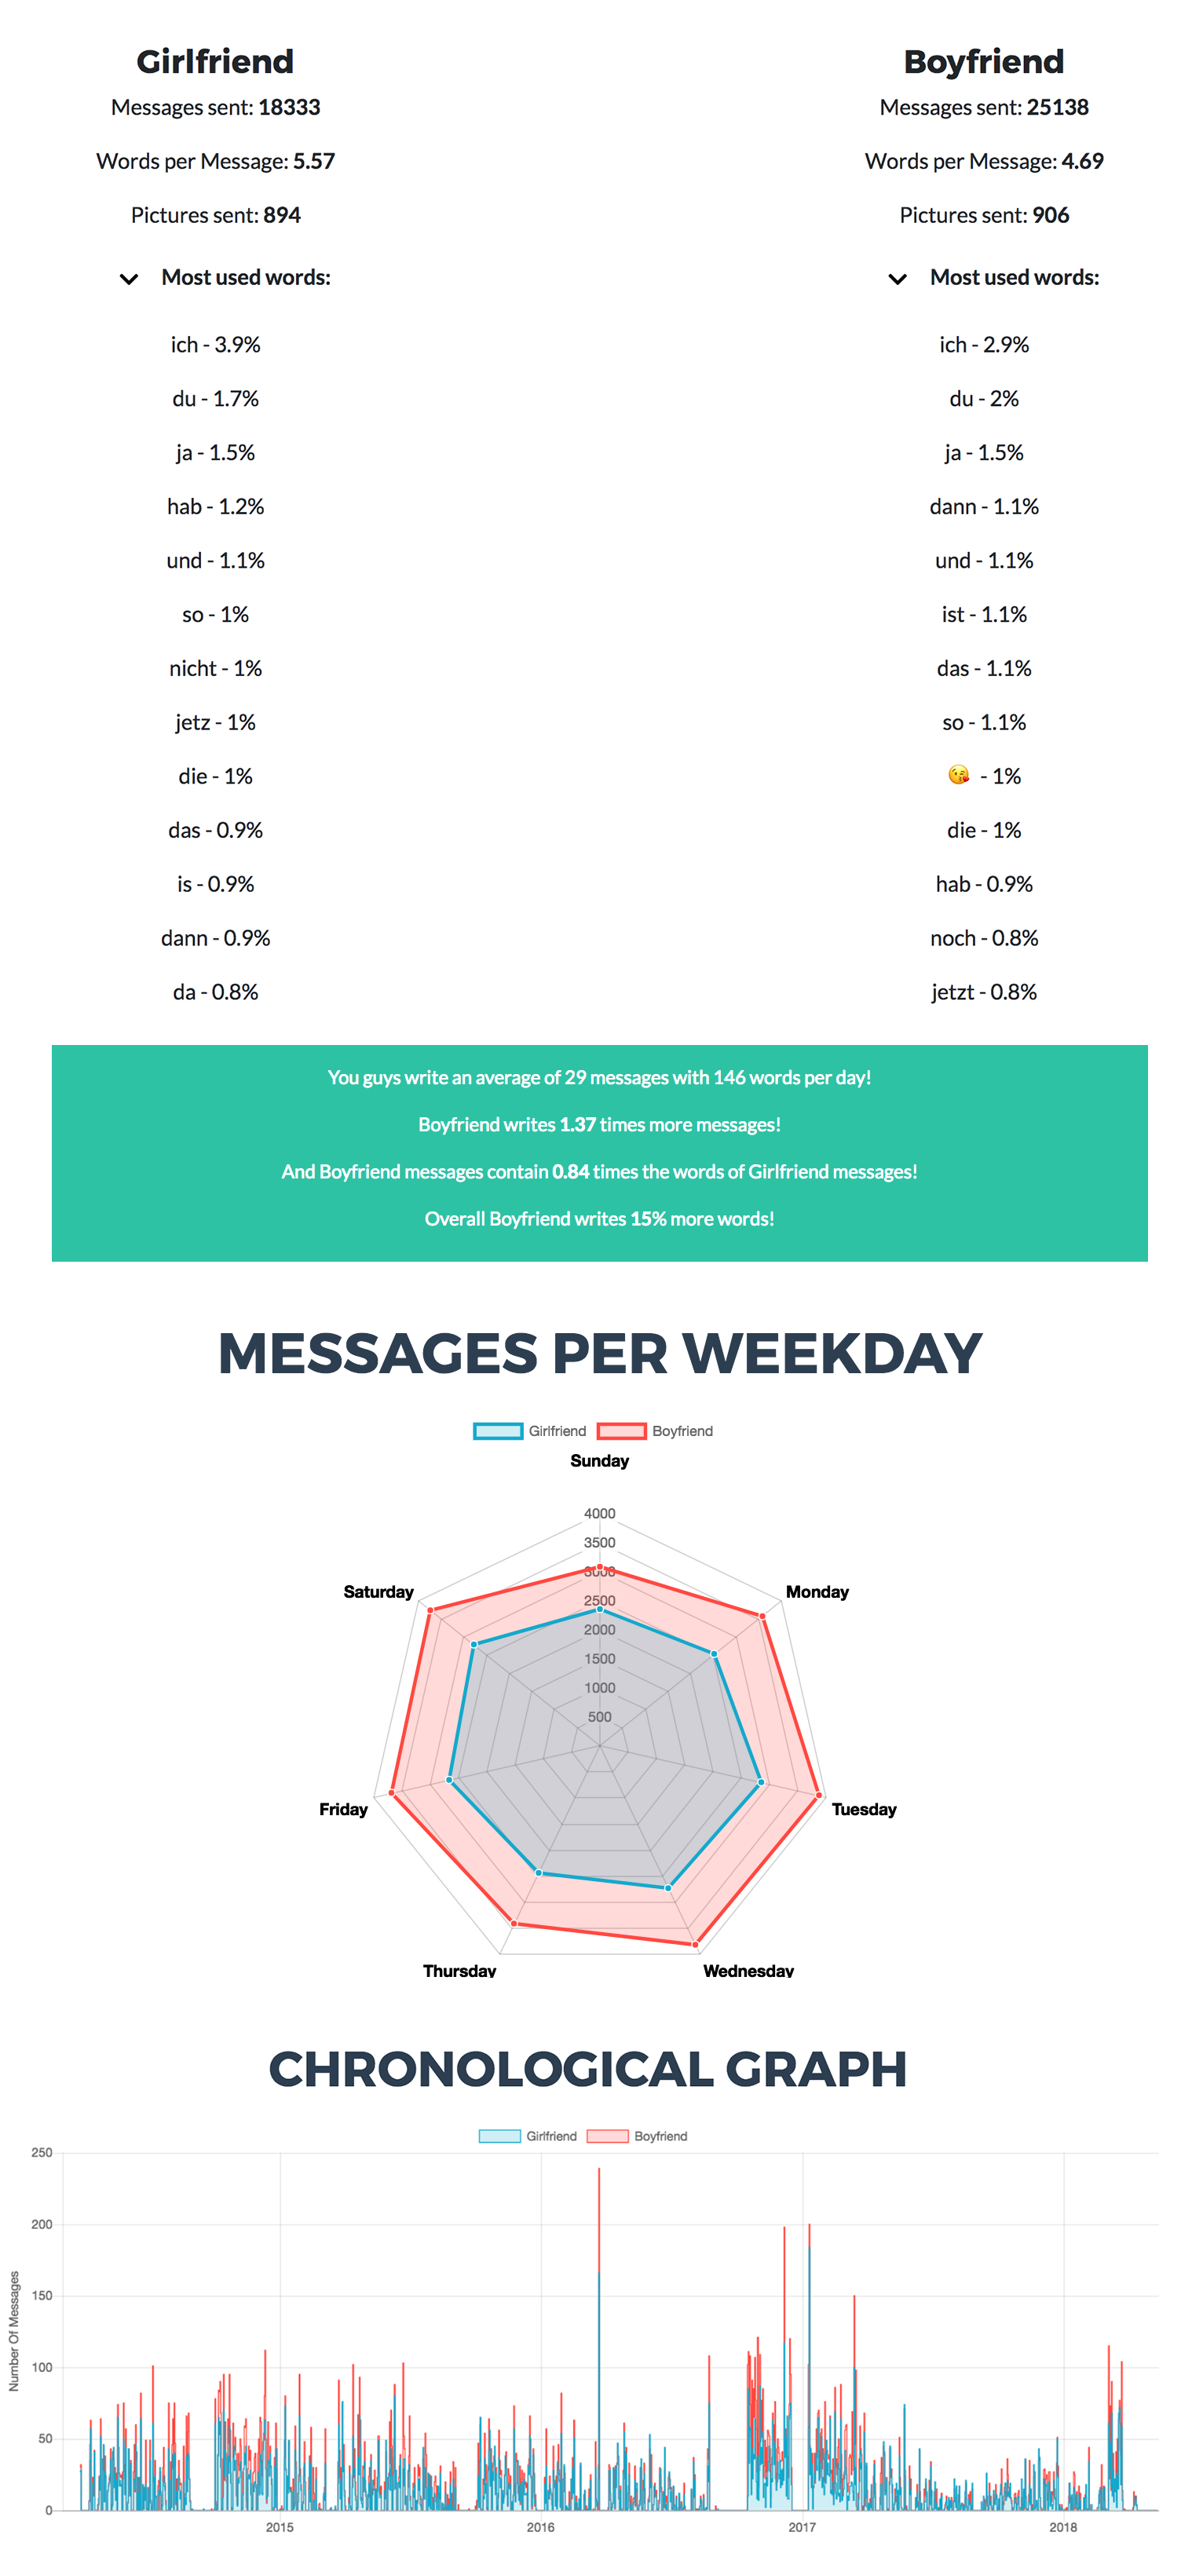 Girlfriend
Boyfriend
Messages sent: 18333
Messages sent: 25138
Words per Message: 5.57
Words per Message: 4.69
Pictures sent: 894
Pictures sent: 906
Most used words:
Most used words:
ich - 3.9%
ich - 2.9%
du - 1.7%
du - 2%
ja - 1.5%
ja - 1.5%
hab - 1.2%
dann - 1.1%
und - 1.1%
und - 1.1%
so - 1%
ist - 1.1%
nicht - 1%
das - 1.1%
jetz - 1%
so - 1.1%
die - 1%
😘 - 1%
das - 0.9%
die - 1%
is - 0.9%
hab - 0.9%
dann - 0.9%
noch - 0.8%
da - 0.8%
jetzt - 0.8%
You guys write an average of 29 messages with 146 words per day!
Boyfriend writes 1.37 times more messages!
And Boyfriend messages contain 0.84 times the words of Girlfriend messages!
Overall Boyfriend writes 15% more words!
MESSAGES PER WEEKDAY
Girlfriend Boyfriend
Sunday
4000
3500
3000
2500
2000
1500
1000
500
Saturday
Monday
Friday
Tuesday
Thursday
Wednesday
CHRONOLOGICAL GRAPH
Girlfriend Boyfriend
Number Of Messages
250
200
150
100
50
0
2015 2016 2017 2018